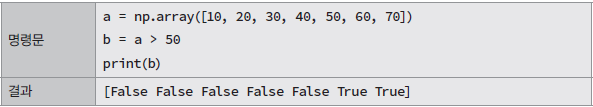 명령문
a = np.array([10, 20, 30, 40, 50, 60, 70])
b = a > 50
print(b)
결과
[False False False False False True True]